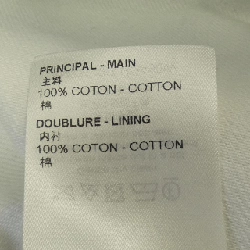 PRINCIPAL - MAIN
主料
100% COTON - COTTON
棉
DOUBLURE - LINING
内衬
100% COTON - COTTON
棉